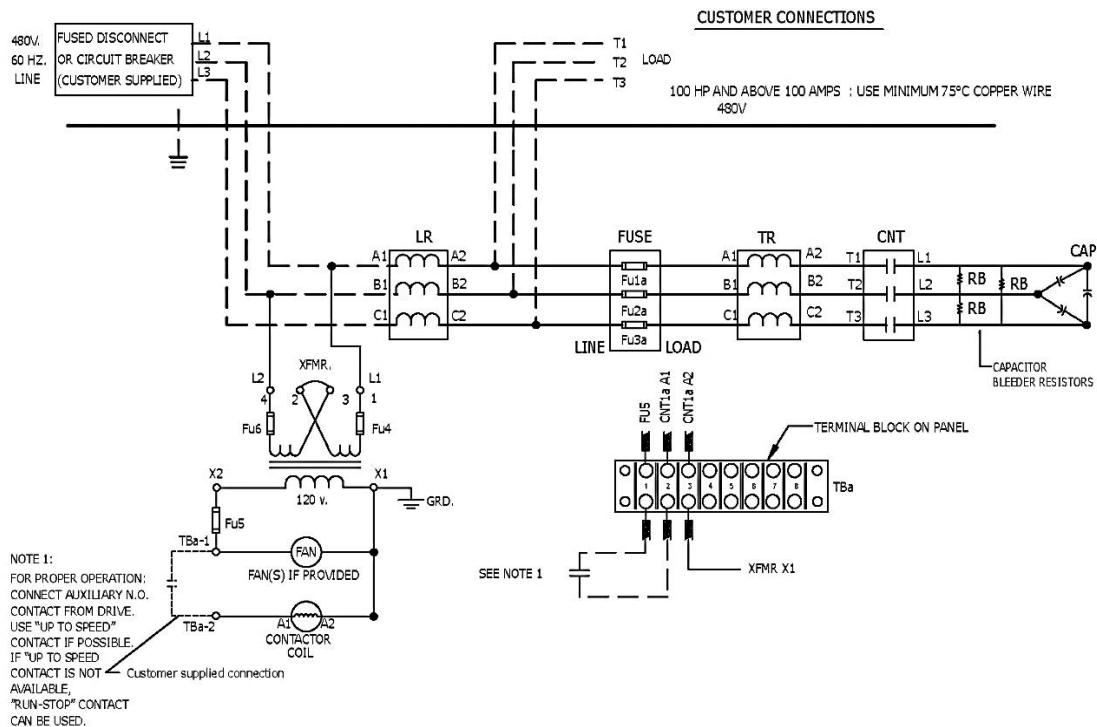 CUSTOMER CONNECTIONS
480V.
60 HZ.
LINE
FUSED DISCONNECT
OR CIRCUIT BREAKER
(CUSTOMER SUPPLIED)
L1
L2
L3
T1
T2
T3
LOAD
100 HP AND ABOVE 100 AMPS : USE MINIMUM 75°C COPPER WIRE
480V
LR
FUSE
TR
CNT
CAP
A1 A2
B1 B2
C1 C2
Fu1a
Fu2a
Fu3a
LINE
LOAD
A1 A2
B1 B2
C1 C2
T1 L1
T2 L2
T3 L3
RB
RB
RB
CAPACITOR
BLEEDER RESISTORS
XFMR.
L2
4
2
3
L1
1
Fu6
Fu4
X2
X1
120 v.
GRD.
Fu5
TBa-1
FAN
FAN(S) IF PROVIDED
TBa-2
A1 A2
CONTACTOR
COIL
Customer supplied connection
NOTE 1:
FOR PROPER OPERATION:
CONNECT AUXILIARY N.O.
CONTACT FROM DRIVE.
USE "UP TO SPEED"
CONTACT IF POSSIBLE.
IF "UP TO SPEED
CONTACT IS NOT
AVAILABLE,
"RUN-STOP" CONTACT
CAN BE USED.
FU5
CNT1a A1
CNT1a A2
TERMINAL BLOCK ON PANEL
1 2 3 4 5 6 7 8
TBa
SEE NOTE 1
XFMR X1